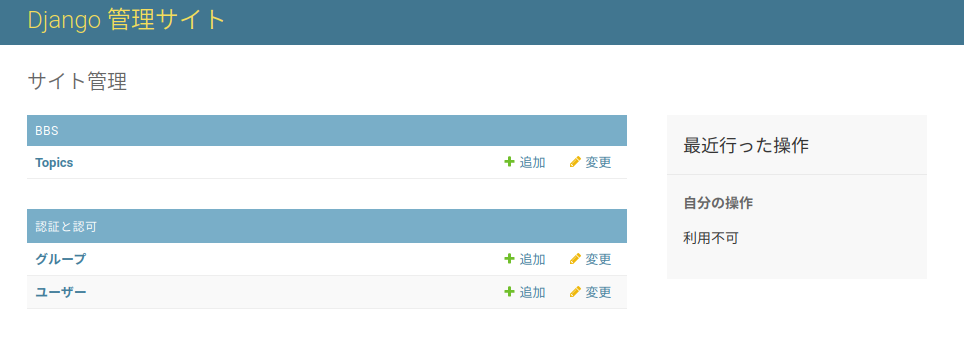 Django 管理サイト
サイト管理
BBS
Topics 追加 変更
認証と認可
グループ 追加 変更
ユーザー 追加 変更
最近行った操作
自分の操作
利用不可